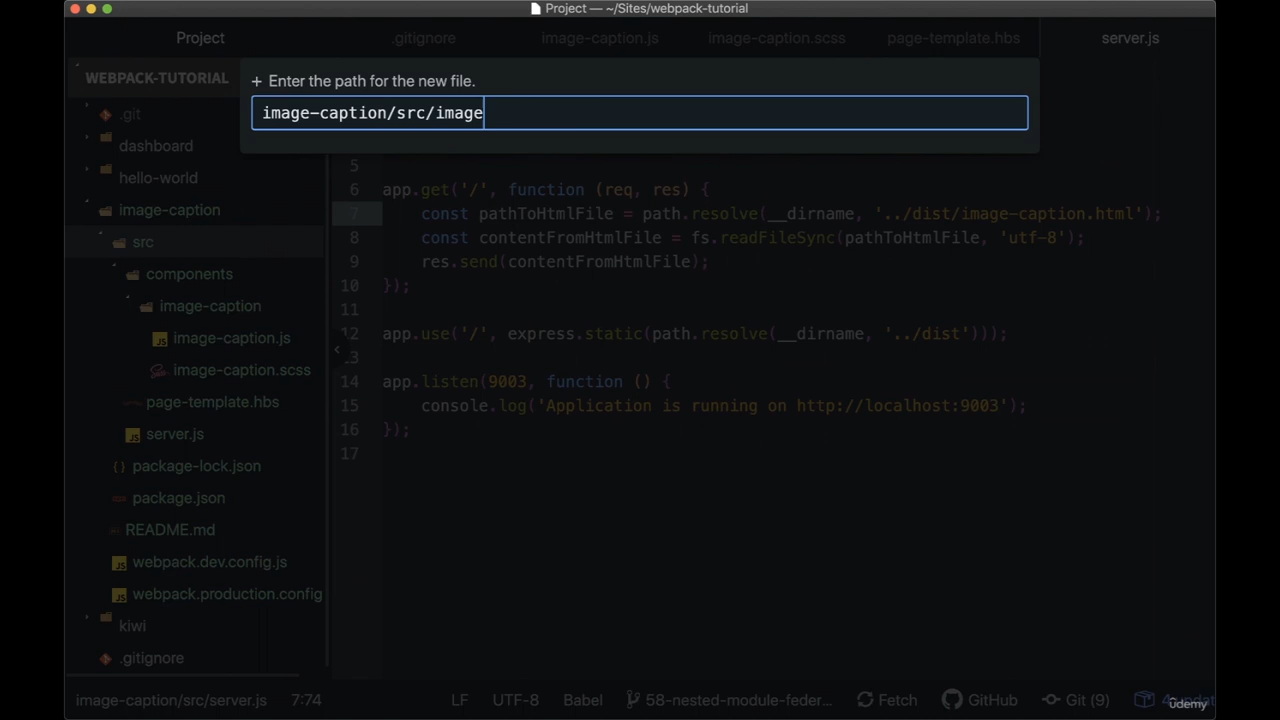 Project — ~/Sites/webpack-tutorial
Project
.gitignore
image-caption.js
image-caption.scss
page-template.hbs
server.js
WEBPACK-TUTORIAL
.git
dashboard
hello-world
image-caption
src
components
image-caption
JS image-caption.js
image-caption.scss
page-template.hbs
JS server.js
{} package-lock.json
package.json
README.md
JS webpack.dev.config.js
JS webpack.production.config
kiwi
.gitignore
+ Enter the path for the new file.
image-caption/src/image
5
6 app.get('/', function (req, res) {
7 const pathToHtmlFile = path.resolve(__dirname, '../dist/image-caption.html');
8 const contentFromHtmlFile = fs.readFileSync(pathToHtmlFile, 'utf-8');
9 res.send(contentFromHtmlFile);
10 });
11
12 app.use('/', express.static(path.resolve(__dirname, '../dist')));
13
14 app.listen(9003, function () {
15 console.log('Application is running on http://localhost:9003');
16 });
17
image-caption/src/server.js 7:74 LF UTF-8 Babel 58-nested-module-feder... Fetch GitHub Git (9)
ûdemy